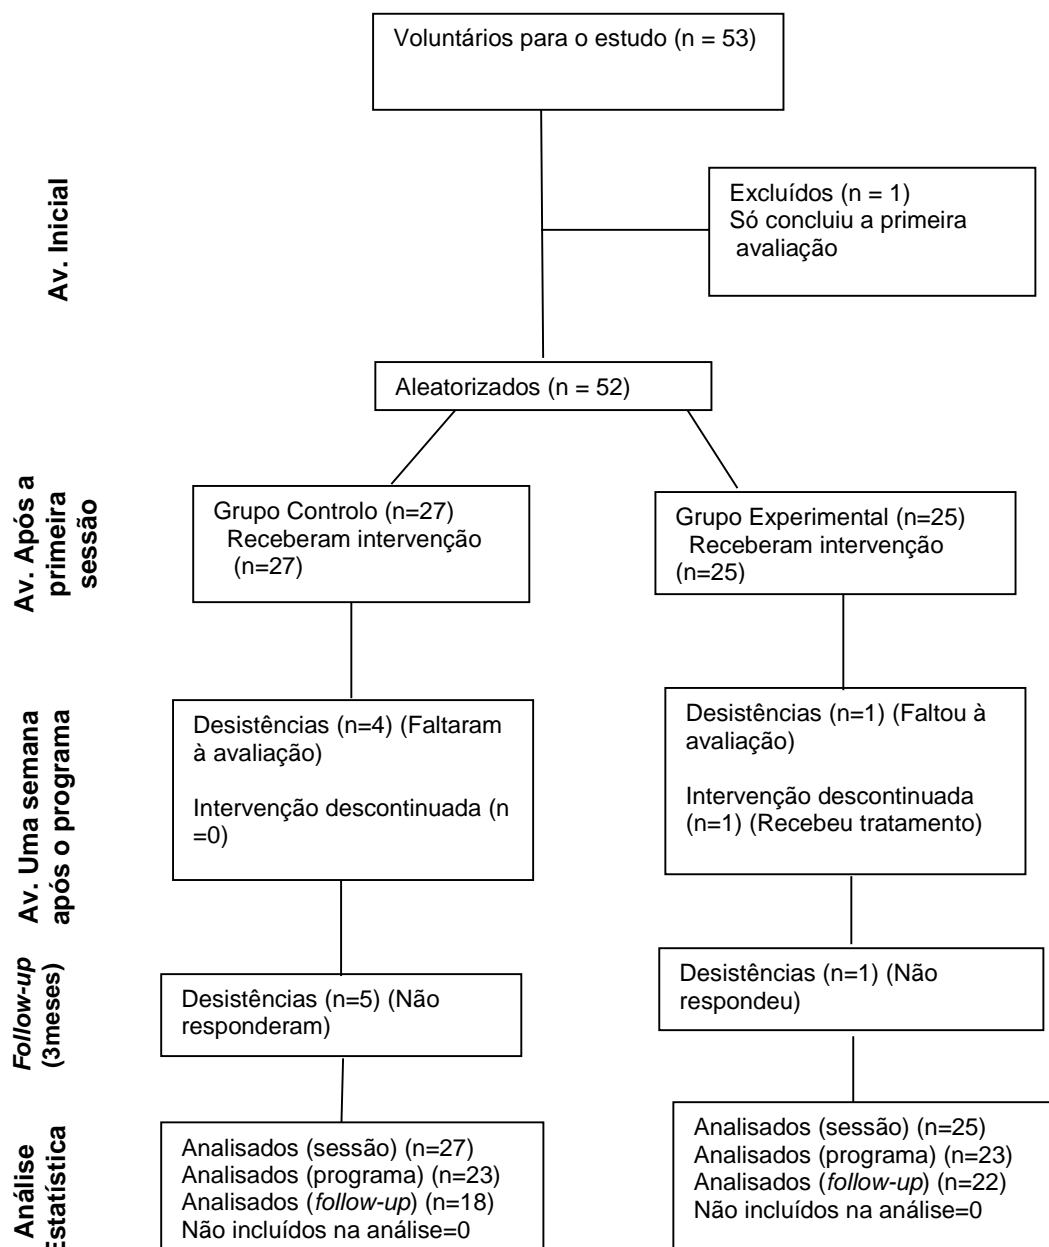 Voluntários para o estudo (n = 53)
Av. Inicial
Excluídos (n = 1)
Só concluiu a primeira
avaliação
Aleatorizados (n = 52)
Av. Após a
primeira
sessão
Grupo Controlo (n=27)
Receberam intervenção
(n=27)
Grupo Experimental (n=25)
Receberam intervenção
(n=25)
Av. Uma semana
após o programa
Desistências (n=4) (Faltaram
à avaliação)
Intervenção descontinuada (n
=0)
Desistências (n=1) (Faltou à
avaliação)
Intervenção descontinuada
(n=1) (Recebeu tratamento)
Follow-up
(3meses)
Desistências (n=5) (Não
responderam)
Desistências (n=1) (Não
respondeu)
Análise
Estatística
Analisados (sessão) (n=27)
Analisados (programa) (n=23)
Analisados (follow-up) (n=18)
Não incluídos na análise=0
Analisados (sessão) (n=25)
Analisados (programa) (n=23)
Analisados (follow-up) (n=22)
Não incluídos na análise=0